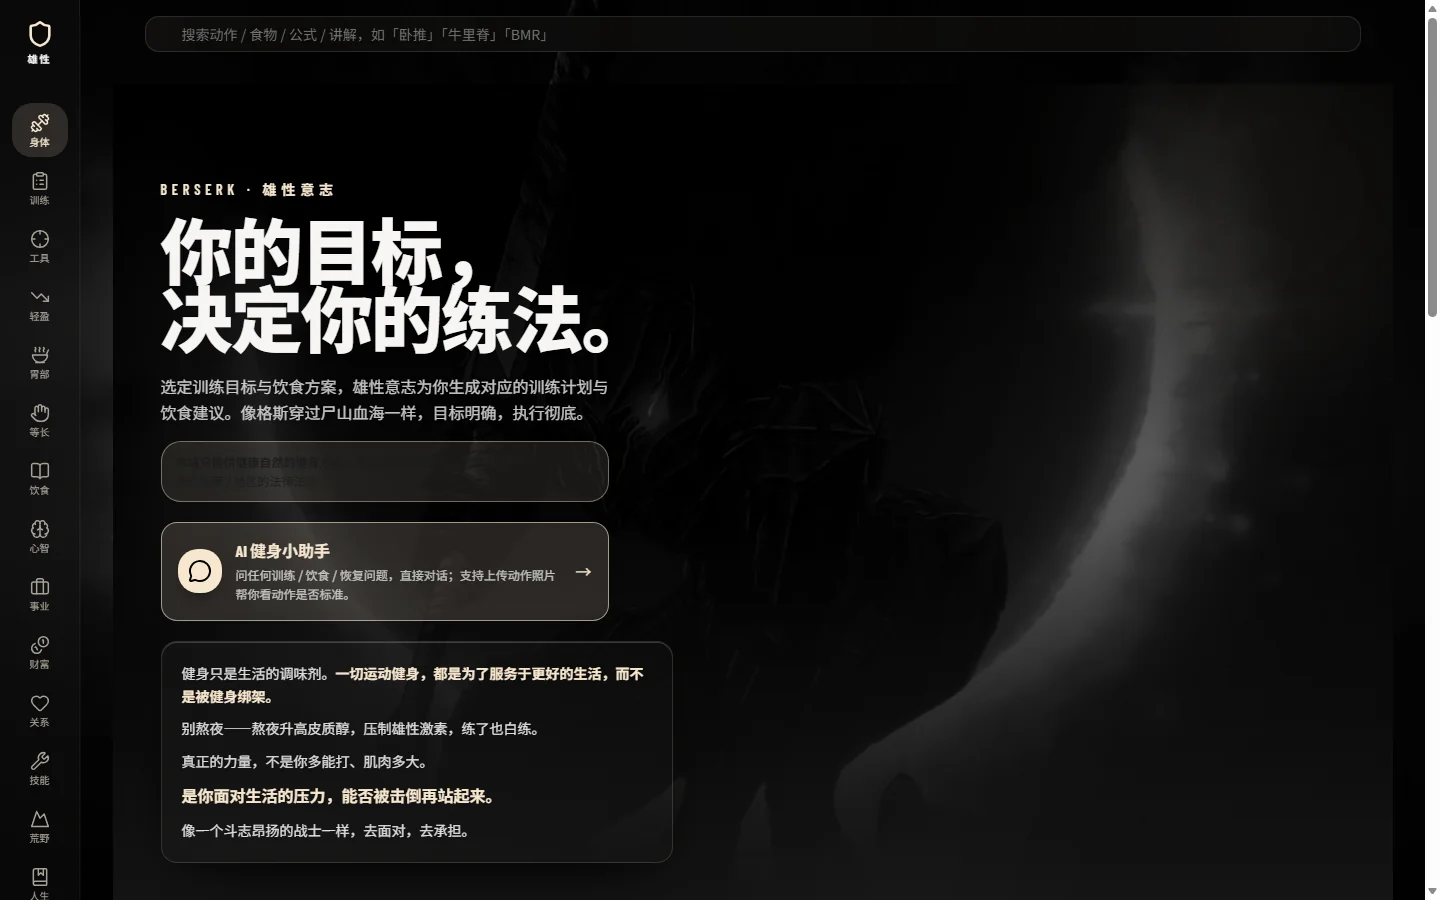 雄性
搜索动作 / 食物 / 公式 / 讲解，如「卧推」「牛里脊」「BMR」
身体
训练
工具
轻盈
胃部
等长
饮食
心智
事业
财富
关系
技能
荒野
人生
BERSERK · 雄性意志
你的目标，
决定你的练法。
选定训练目标与饮食方案，雄性意志为你生成对应的训练计划与
饮食建议。像格斯穿过尸山血海一样，目标明确，执行彻底。
AI 健身小助手
问任何训练 / 饮食 / 恢复问题，直接对话；支持上传动作照片
帮你看动作是否标准。
→
健身只是生活的调味剂。一切运动健身，都是为了服务于更好的生活，而不
是被健身绑架。
别熬夜——熬夜升高皮质醇，压制雄性激素，练了也白练。
真正的力量，不是你多能打、肌肉多大。
是你面对生活的压力，能否被击倒再站起来。
像一个斗志昂扬的战士一样，去面对，去承担。